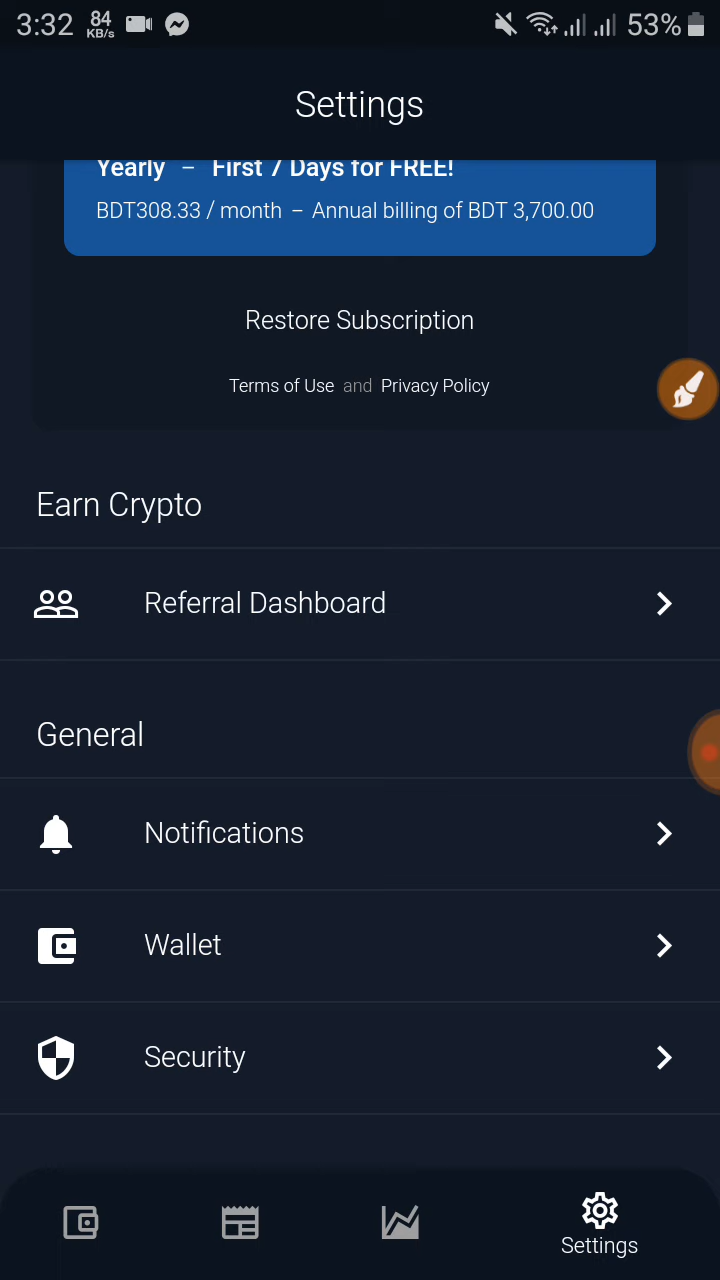 3:32 84 KB/s 53%
Settings
Yearly – First 7 Days for FREE!
BDT308.33 / month – Annual billing of BDT 3,700.00
Restore Subscription
Terms of Use and Privacy Policy
Earn Crypto
Referral Dashboard
General
Notifications
Wallet
Security
Settings